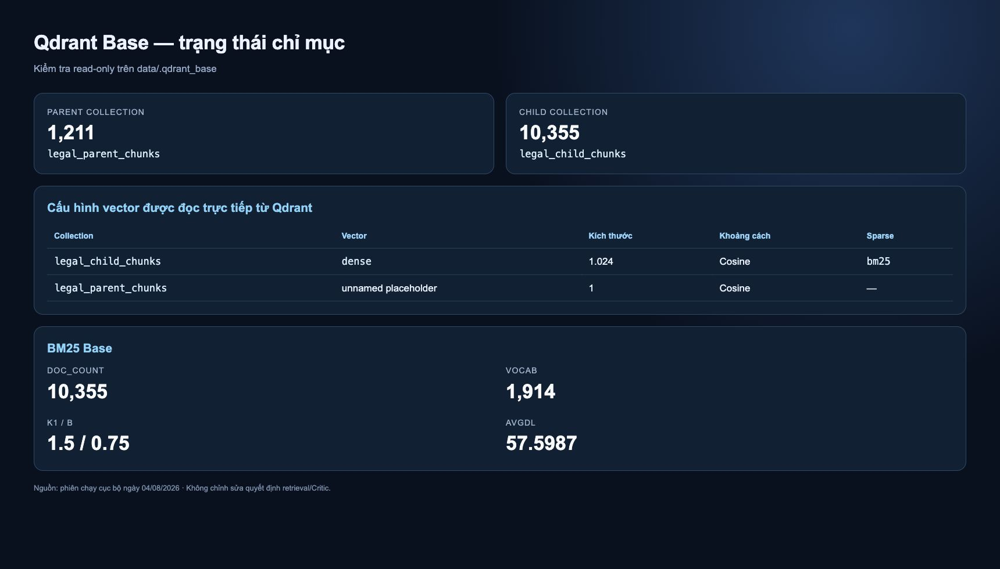 Qdrant Base — trạng thái chỉ mục
Kiểm tra read-only trên data/.qdrant_base
PARENT COLLECTION
1,211
legal_parent_chunks
CHILD COLLECTION
10,355
legal_child_chunks
Cấu hình vector được đọc trực tiếp từ Qdrant
Collection Vector Kích thước Khoảng cách Sparse
legal_child_chunks dense 1.024 Cosine bm25
legal_parent_chunks unnamed placeholder 1 Cosine —
BM25 Base
DOC_COUNT
10,355
VOCAB
1,914
K1 / B
1.5 / 0.75
AVGDL
57.5987
Nguồn: phiên chạy cục bộ ngày 04/08/2026 · Không chỉnh sửa quyết định retrieval/Critic.